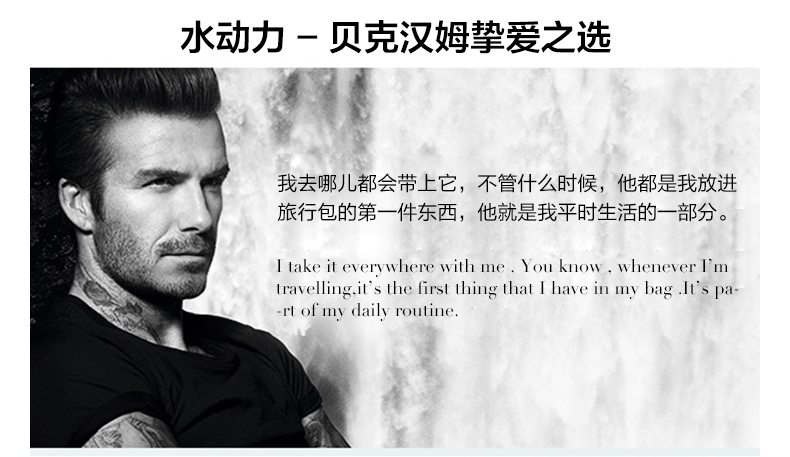 水动力 – 贝克汉姆挚爱之选
我去哪儿都会带上它，不管什么时候，他都是我放进
旅行包的第一件东西，他就是我平时生活的一部分。
I take it everywhere with me . You know , whenever I'm
travelling,it's the first thing that I have in my bag .It's pa-
-rt of my daily routine.